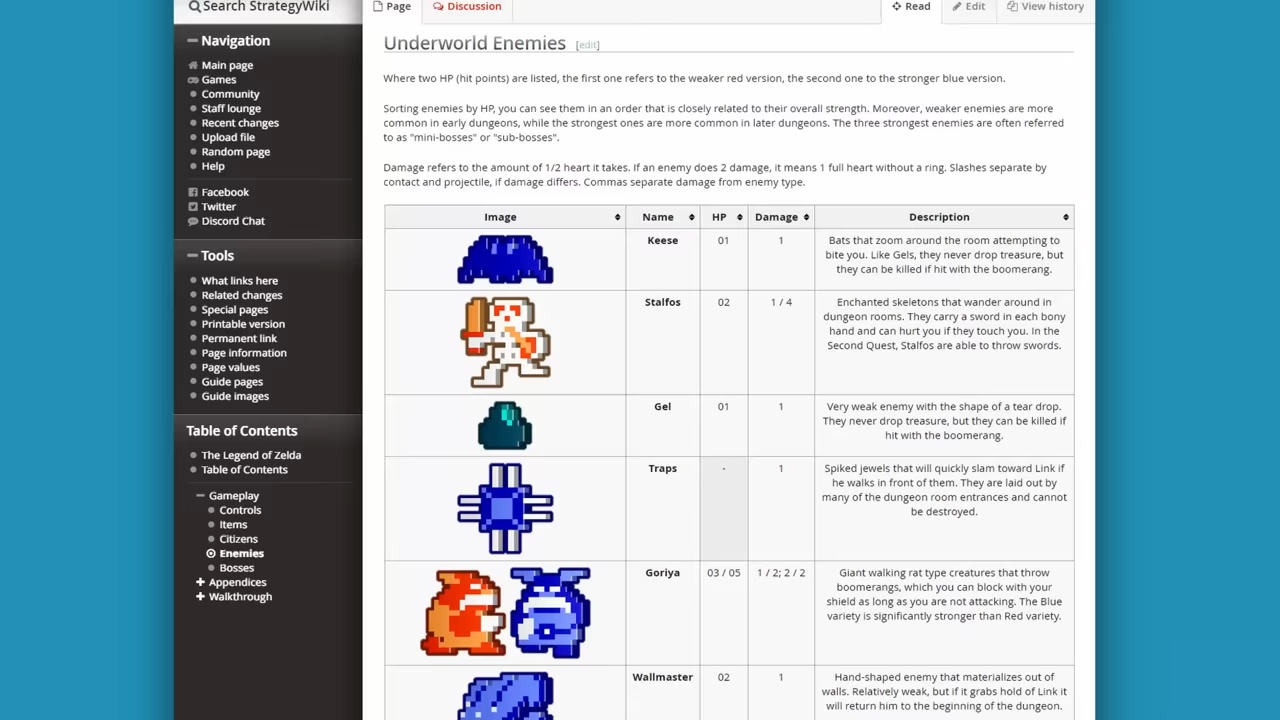 Search StrategyWiki
Page
Discussion
Read
Edit
View history
Navigation
Main page
Games
Community
Staff lounge
Recent changes
Upload file
Random page
Help
Facebook
Twitter
Discord Chat
Tools
What links here
Related changes
Special pages
Printable version
Permanent link
Page information
Page values
Guide pages
Guide images
Table of Contents
The Legend of Zelda
Table of Contents
Gameplay
Controls
Items
Citizens
Enemies
Bosses
Appendices
Walkthrough
Underworld Enemies [edit]
Where two HP (hit points) are listed, the first one refers to the weaker red version, the second one to the stronger blue version.
Sorting enemies by HP, you can see them in an order that is closely related to their overall strength. Moreover, weaker enemies are more
common in early dungeons, while the strongest ones are more common in later dungeons. The three strongest enemies are often referred
to as "mini-bosses" or "sub-bosses".
Damage refers to the amount of 1/2 heart it takes. If an enemy does 2 damage, it means 1 full heart without a ring. Slashes separate by
contact and projectile, if damage differs. Commas separate damage from enemy type.
Image Name HP Damage Description
Keese 01 1 Bats that zoom around the room attempting to
bite you. Like Gels, they never drop treasure, but
they can be killed if hit with the boomerang.
Stalfos 02 1 / 4 Enchanted skeletons that wander around in
dungeon rooms. They carry a sword in each bony
hand and can hurt you if they touch you. In the
Second Quest, Stalfos are able to throw swords.
Gel 01 1 Very weak enemy with the shape of a tear drop.
They never drop treasure, but they can be killed if
hit with the boomerang.
Traps - 1 Spiked jewels that will quickly slam toward Link if
he walks in front of them. They are laid out by
many of the dungeon room entrances and cannot
be destroyed.
Goriya 03 / 05 1 / 2; 2 / 2 Giant walking rat type creatures that throw
boomerangs, which you can block with your
shield as long as you are not attacking. The Blue
variety is significantly stronger than Red variety.
Wallmaster 02 1 Hand-shaped enemy that materializes out of
walls. Relatively weak, but if it grabs hold of Link it
will return him to the beginning of the dungeon.